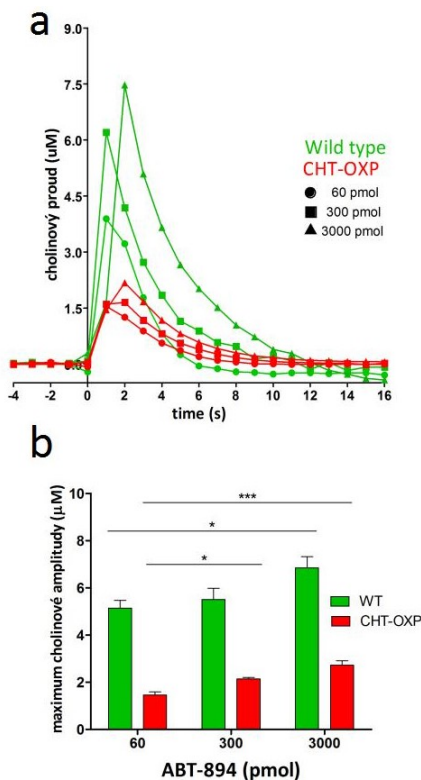 a
9.0
7.5
6.0
4.5
3.0
1.5
0.0
cholinový proud (uM)
Wild type
CHT-OXP
60 pmol
300 pmol
3000 pmol
-4 -2 0 2 4 6 8 10 12 14 16
time (s)
b
10
8
6
4
2
0
maximum cholinové amplitudy (µM)
***
*
*
WT
CHT-OXP
60 300 3000
ABT-894 (pmol)